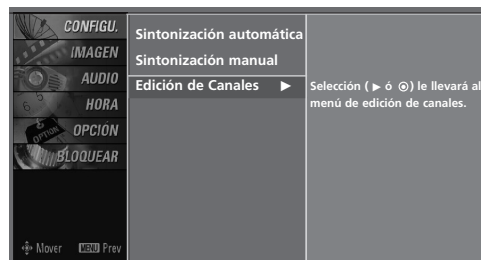 CONFIGU.
IMAGEN
AUDIO
HORA
OPCIÓN
BLOQUEAR
Mover MENU Prev
Sintonización automática
Sintonización manual
Edición de Canales ▶
Selección ( ▶ ó ◉) le llevará al
menú de edición de canales.